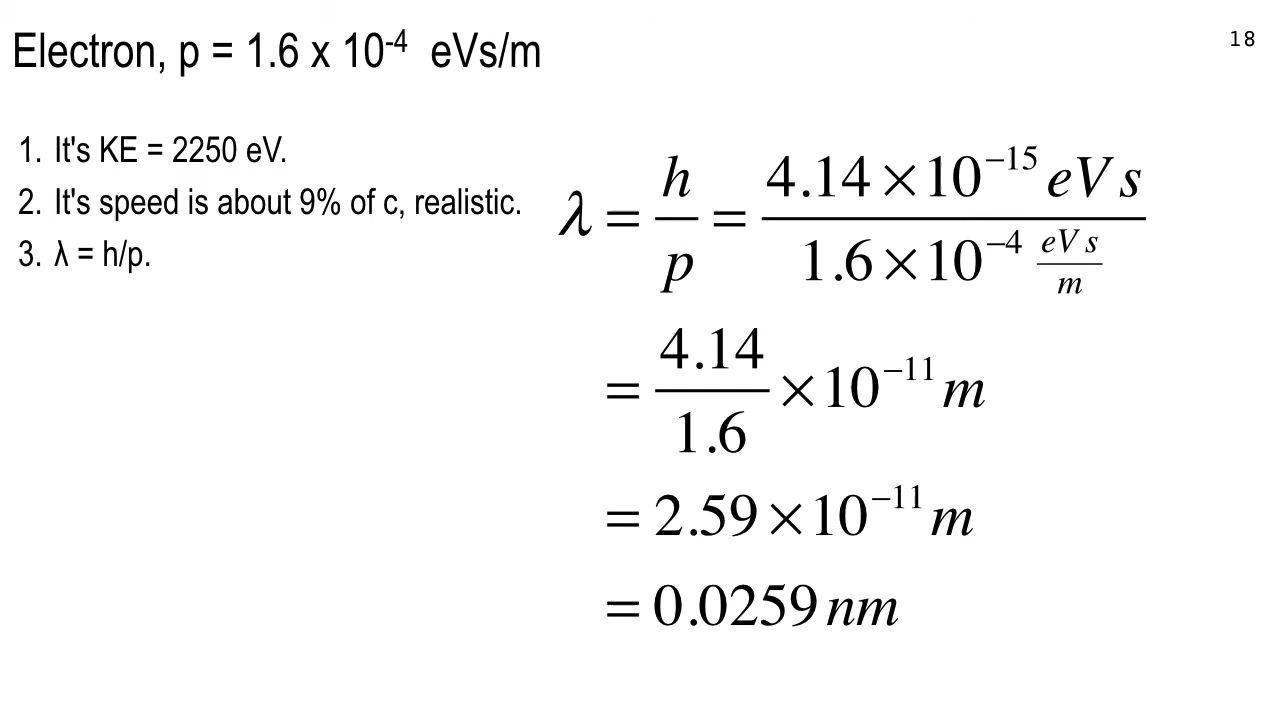 Electron, p = 1.6 x 10⁻⁴ eVs/m
18
1. It's KE = 2250 eV.
2. It's speed is about 9% of c, realistic.
3. λ = h/p.
λ = h/p = (4.14 × 10⁻¹⁵ eV s)/(1.6 × 10⁻⁴ eV s/m)
= 4.14/1.6 × 10⁻¹¹ m
= 2.59 × 10⁻¹¹ m
= 0.0259 nm